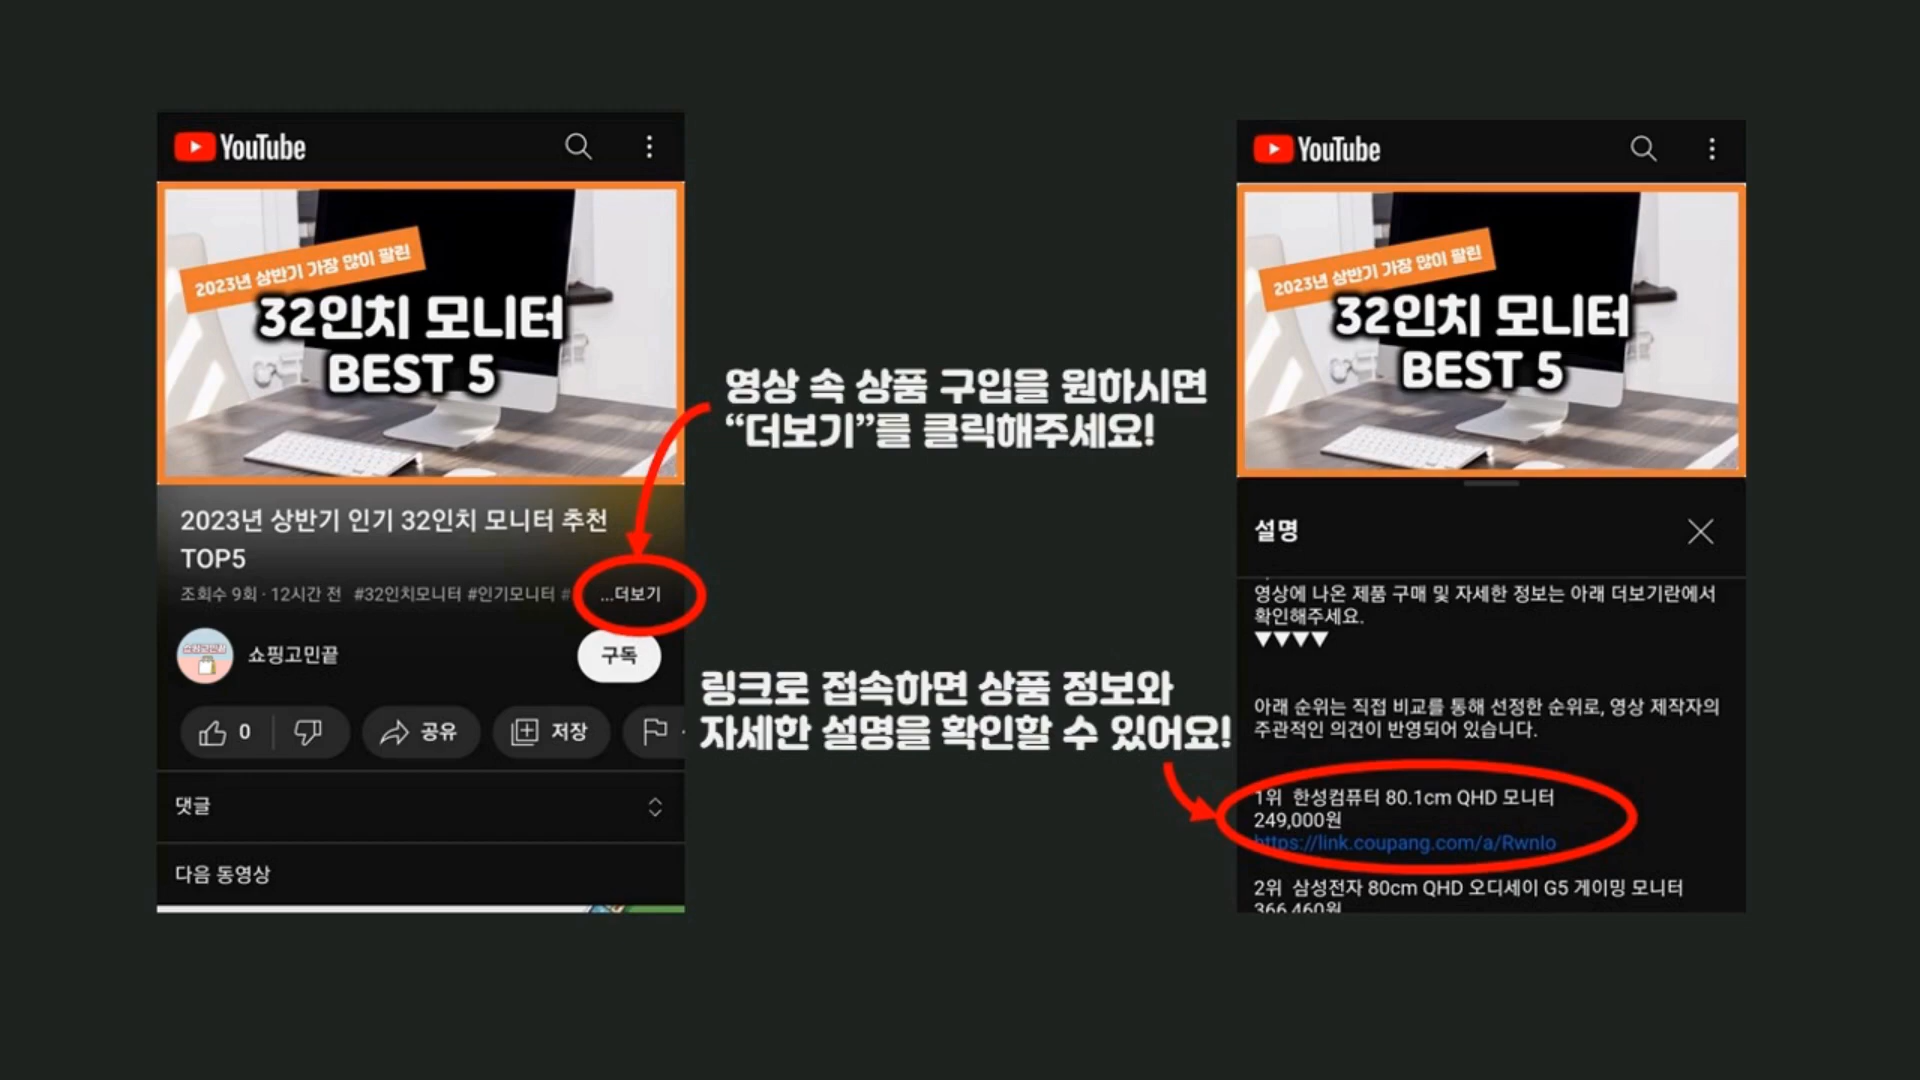 YouTube
2023년 상반기 가장 많이 팔린
32인치 모니터
BEST 5
2023년 상반기 인기 32인치 모니터 추천
TOP5
조회수 9회 · 12시간 전 #32인치모니터 #인기모니터 # ...더보기
쇼핑고민끝
쇼핑고민끝
구독
0
공유
저장
댓글
다음 동영상
영상 속 상품 구입을 원하시면
“더보기”를 클릭해주세요!
링크로 접속하면 상품 정보와
자세한 설명을 확인할 수 있어요!
YouTube
2023년 상반기 가장 많이 팔린
32인치 모니터
BEST 5
설명
영상에 나온 제품 구매 및 자세한 정보는 아래 더보기란에서
확인해주세요.
▼▼▼▼
아래 순위는 직접 비교를 통해 선정한 순위로, 영상 제작자의
주관적인 의견이 반영되어 있습니다.
1위 한성컴퓨터 80.1cm QHD 모니터
249,000원
https://link.coupang.com/a/RwnIo
2위 삼성전자 80cm QHD 오디세이 G5 게이밍 모니터
366,460원